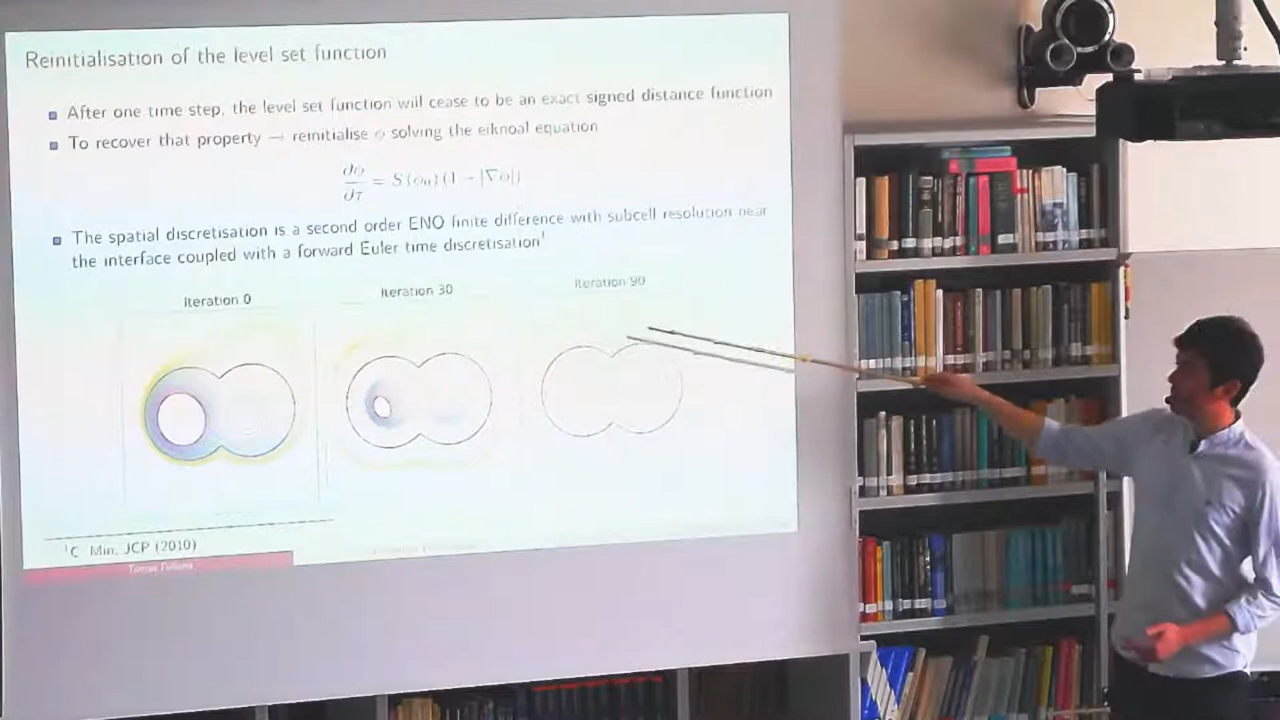 Reinitialisation of the level set function
After one time step, the level set function will cease to be an exact signed distance function
To recover that property → reinitialise ϕ solving the eiknoal equation
∂ϕ/∂τ = S(ϕ₀)(1 − |∇ϕ|)
The spatial discretisation is a second order ENO finite difference with subcell resolution near
the interface coupled with a forward Euler time discretisation¹
Iteration 0
Iteration 30
Iteration 90
¹C. Min, JCP (2010)